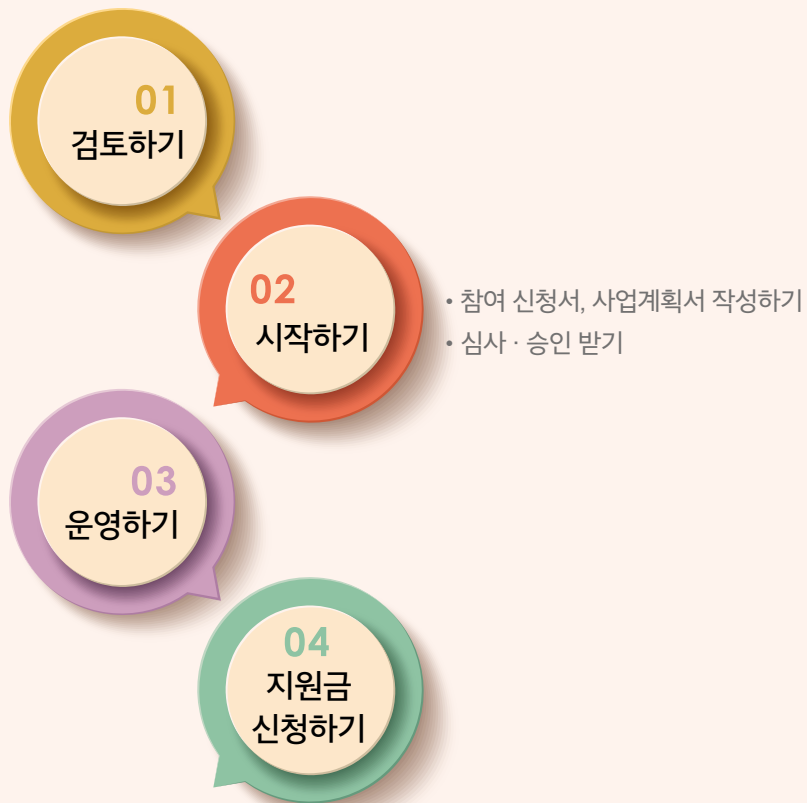 01
검토하기
02
시작하기
• 참여 신청서, 사업계획서 작성하기
• 심사 · 승인 받기
03
운영하기
04
지원금
신청하기